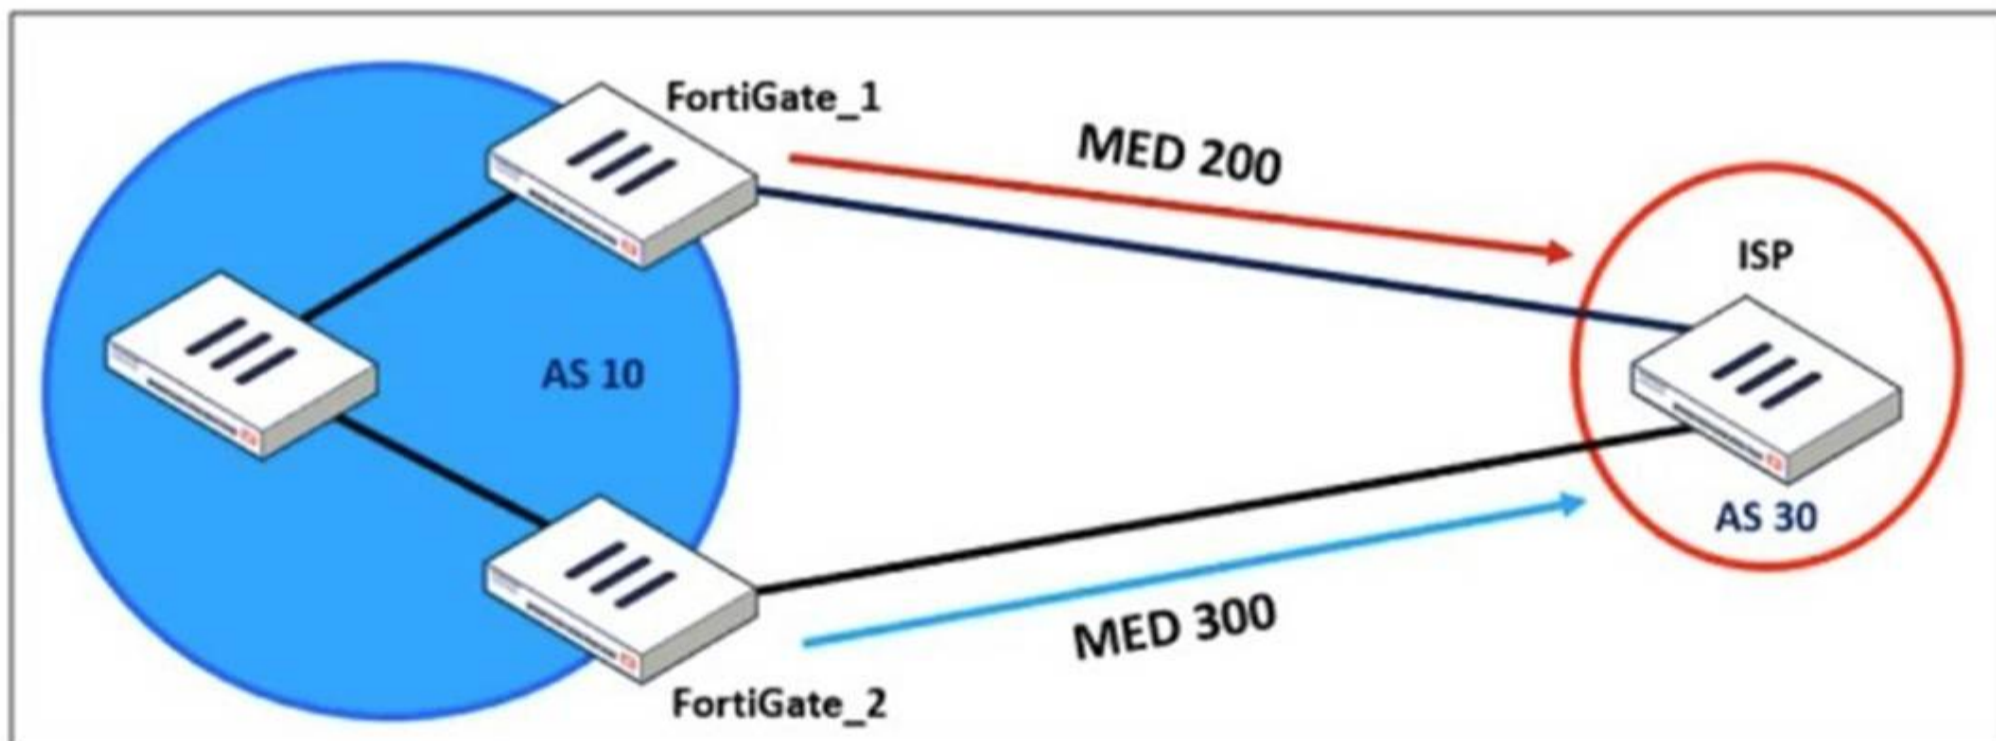 FortiGate_1
MED 200
ISP
AS 10
AS 30
MED 300
FortiGate_2